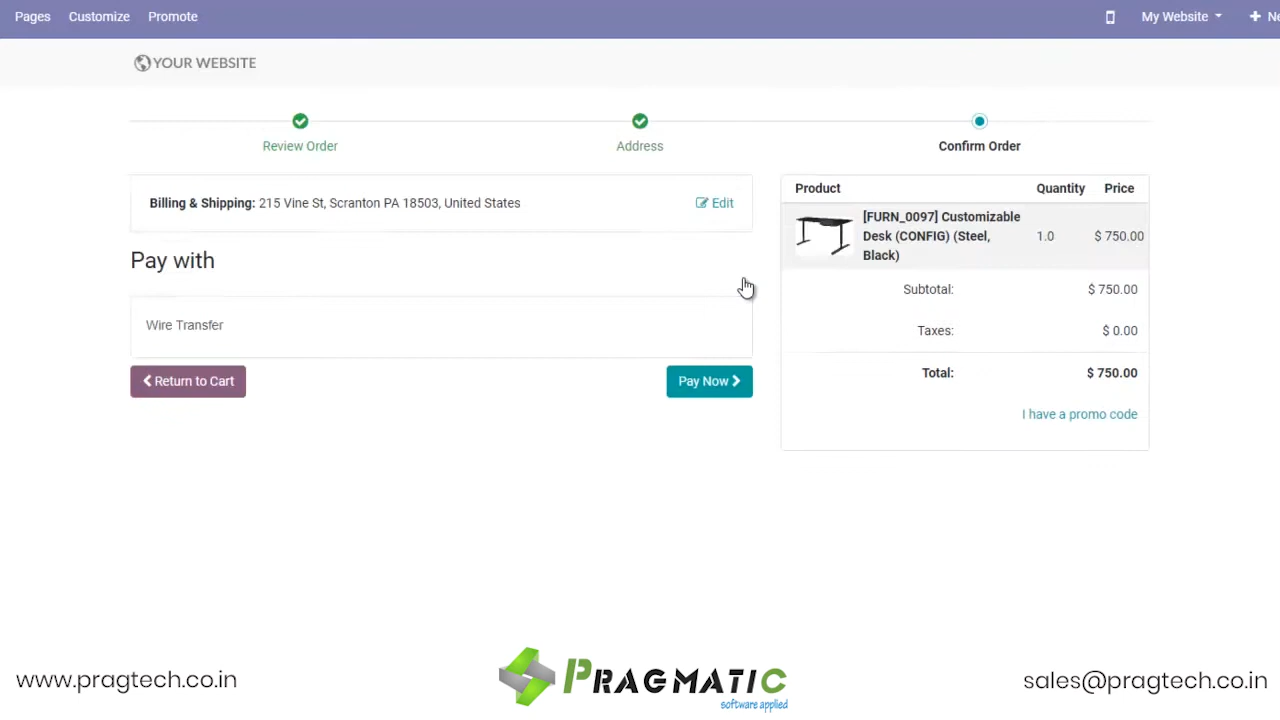 Pages Customize Promote My Website Ne
YOUR WEBSITE
Review Order Address Confirm Order
Billing & Shipping: 215 Vine St, Scranton PA 18503, United States Edit
Pay with
Wire Transfer
Return to Cart Pay Now
Product Quantity Price
[FURN_0097] Customizable
Desk (CONFIG) (Steel, 1.0 $ 750.00
Black)
Subtotal: $ 750.00
Taxes: $ 0.00
Total: $ 750.00
I have a promo code
www.pragtech.co.in
PRAGMATIC
software applied
sales@pragtech.co.in